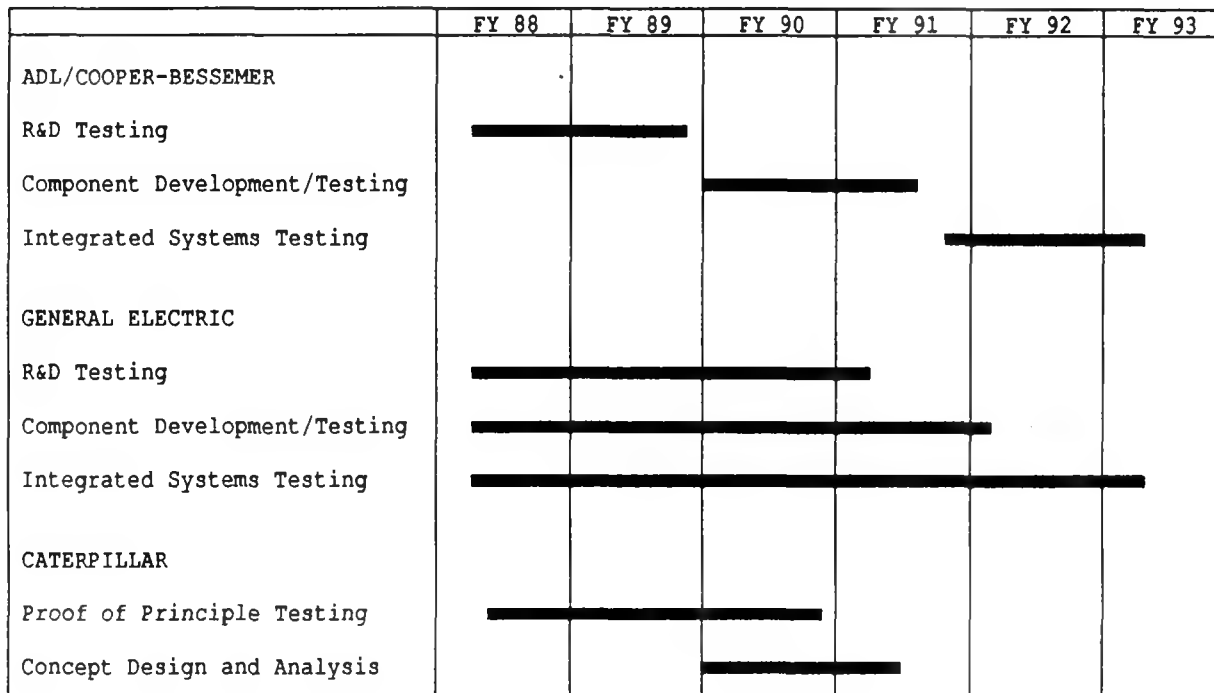 FY 88 FY 89 FY 90 FY 91 FY 92 FY 93
ADL/COOPER-BESSEMER
R&D Testing
Component Development/Testing
Integrated Systems Testing
GENERAL ELECTRIC
R&D Testing
Component Development/Testing
Integrated Systems Testing
CATERPILLAR
Proof of Principle Testing
Concept Design and Analysis